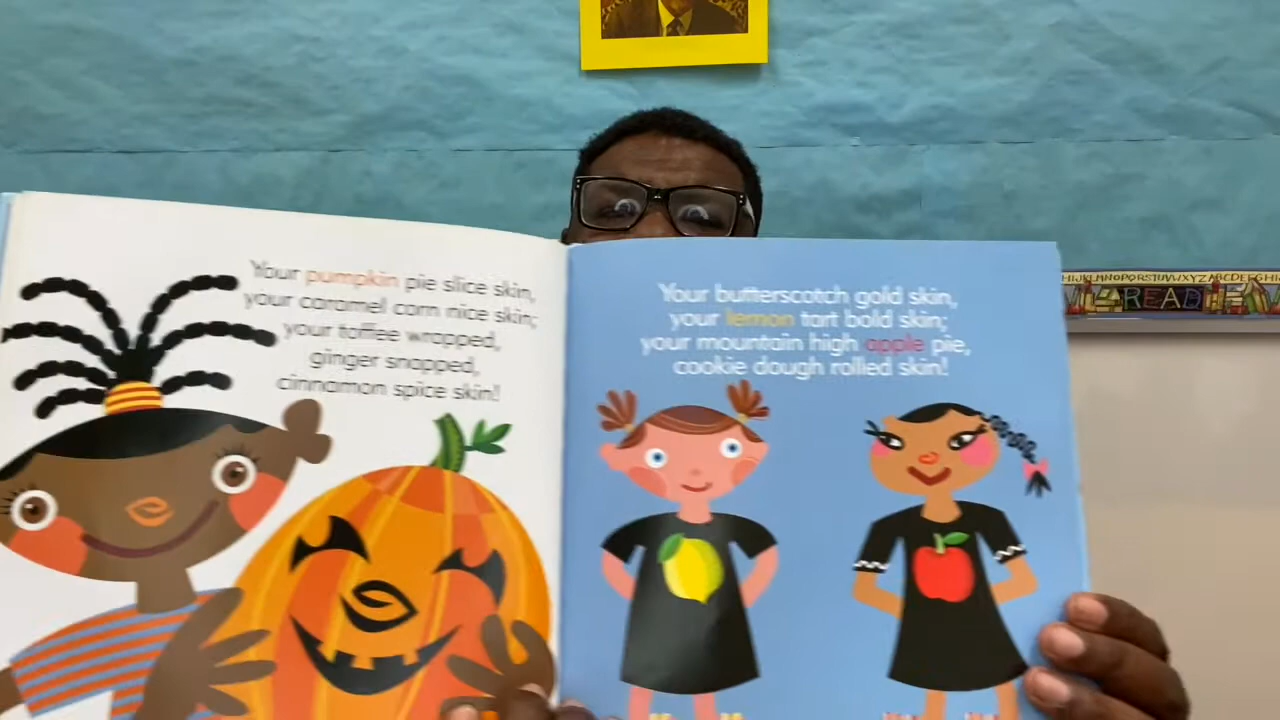 Your pumpkin pie slice skin,
your caramel corn nice skin;
your toffee wrapped,
ginger snapped,
cinnamon spice skin!
Your butterscotch gold skin,
your lemon tart bold skin;
your mountain high apple pie,
cookie dough rolled skin!
HIJKLMNOPQRSTUVWXYZABCDEFGHI
READ